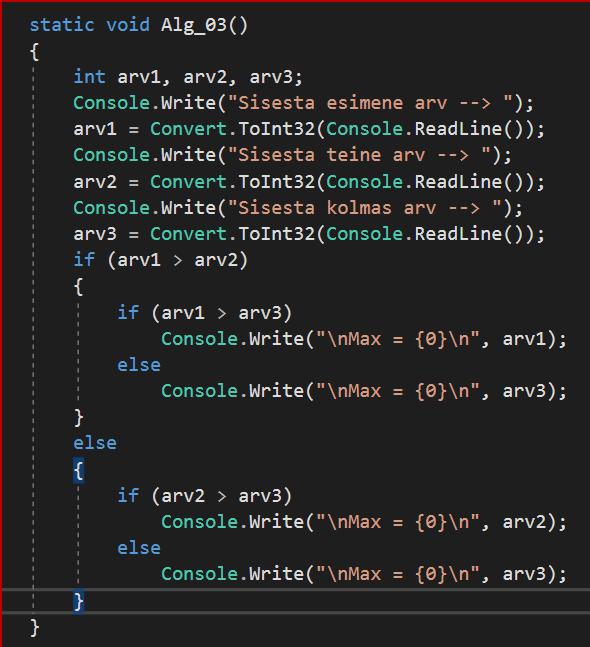 static void Alg_03()
{
    int arv1, arv2, arv3;
    Console.Write("Sisesta esimene arv --> ");
    arv1 = Convert.ToInt32(Console.ReadLine());
    Console.Write("Sisesta teine arv --> ");
    arv2 = Convert.ToInt32(Console.ReadLine());
    Console.Write("Sisesta kolmas arv --> ");
    arv3 = Convert.ToInt32(Console.ReadLine());
    if (arv1 > arv2)
    {
        if (arv1 > arv3)
            Console.Write("\nMax = {0}\n", arv1);
        else
            Console.Write("\nMax = {0}\n", arv3);
    }
    else
    {
        if (arv2 > arv3)
            Console.Write("\nMax = {0}\n", arv2);
        else
            Console.Write("\nMax = {0}\n", arv3);
    }
}